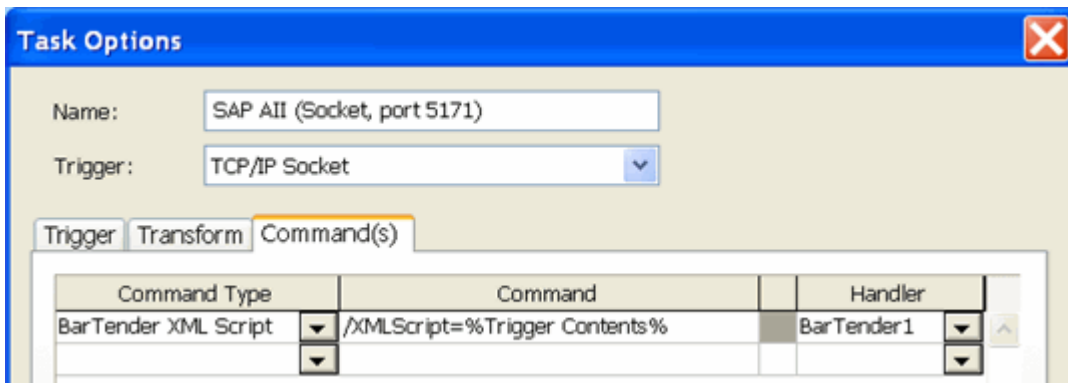 Task Options
Name: SAP AII (Socket, port 5171)
Trigger: TCP/IP Socket
Trigger Transform Command(s)
Command Type Command Handler
BarTender XML Script /XMLScript=%Trigger Contents% BarTender1